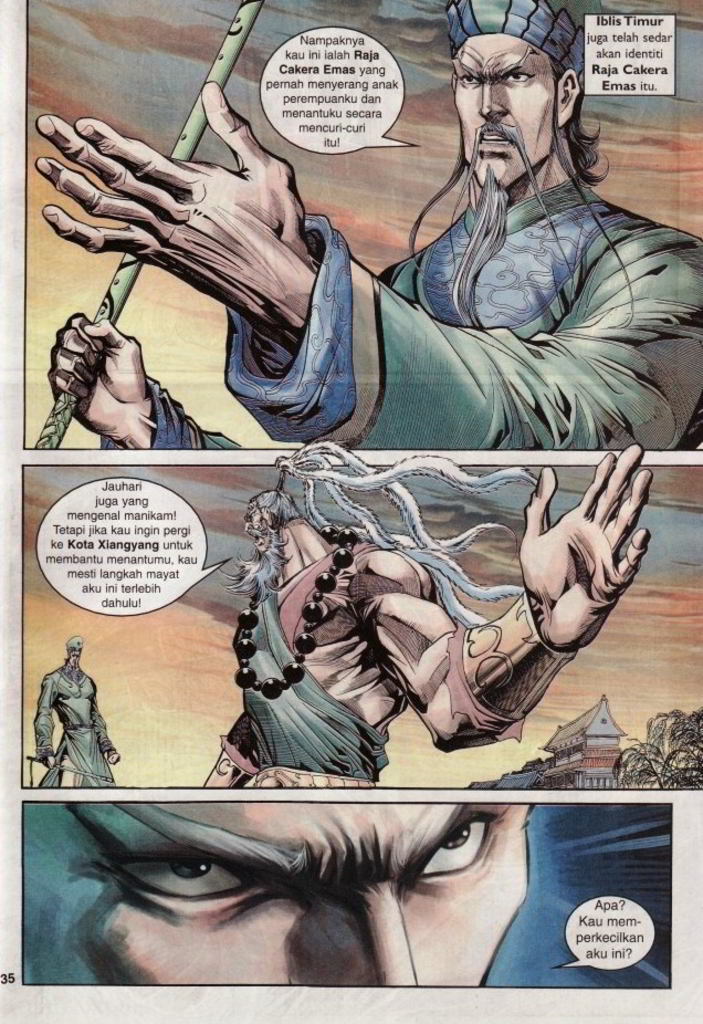 Nampaknya
kau ini ialah Raja
Cakera Emas yang
pernah menyerang anak
perempuanku dan
menantuku secara
mencuri-curi
itu!
Iblis Timur
juga telah sedar
akan identiti
Raja Cakera
Emas itu.
Jauhari
juga yang
mengenal manikam!
Tetapi jika kau ingin pergi
ke Kota Xiangyang untuk
membantu menantumu, kau
mesti langkah mayat
aku ini terlebih
dahulu!
Apa?
Kau mem-
perkecilkan
aku ini?
35